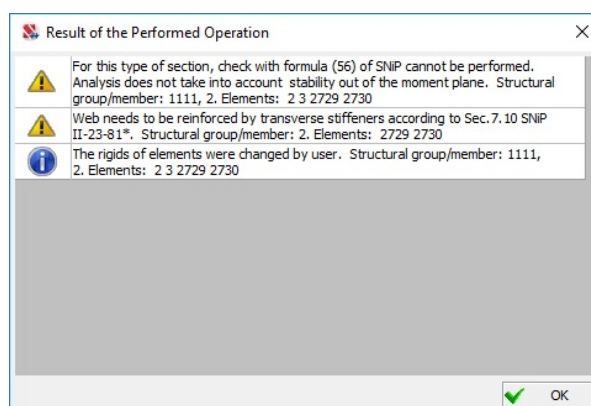 Result of the Performed Operation
For this type of section, check with formula (56) of SNiP cannot be performed.
Analysis does not take into account stability out of the moment plane. Structural
group/member: 1111, 2. Elements: 2 3 2729 2730
Web needs to be reinforced by transverse stiffeners according to Sec.7.10 SNiP
II-23-81*. Structural group/member: 2. Elements: 2729 2730
The rigids of elements were changed by user. Structural group/member: 1111,
2. Elements: 2 3 2729 2730
OK